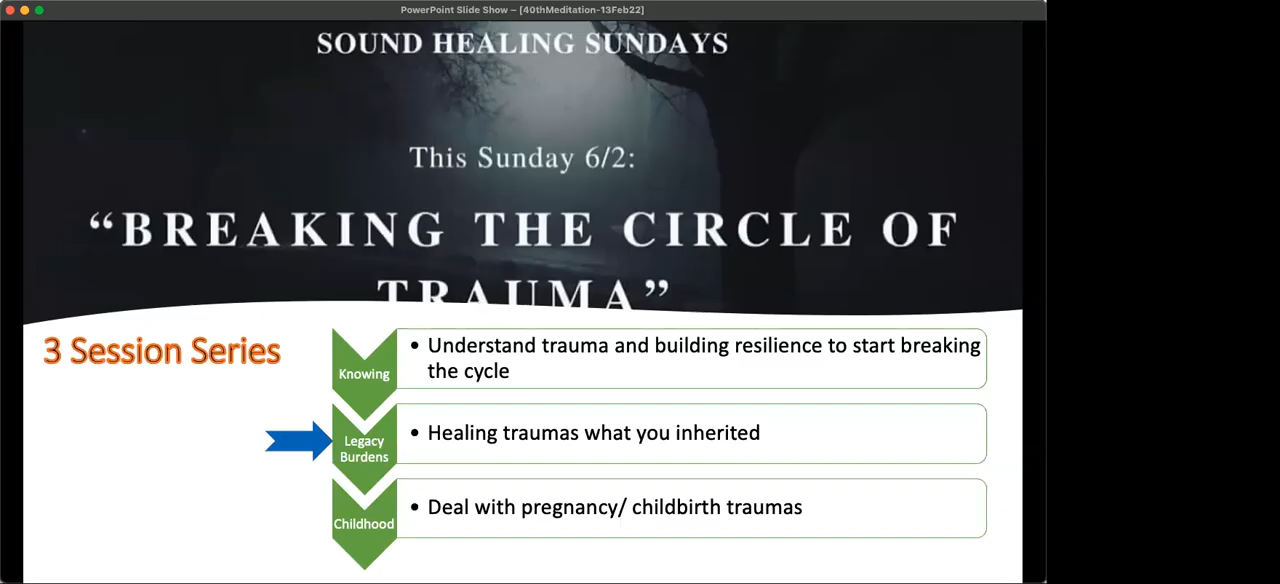 PowerPoint Slide Show – [40thMeditation-13Feb22]
SOUND HEALING SUNDAYS
This Sunday 6/2:
“BREAKING THE CIRCLE OF
TRAUMA”
3 Session Series
Knowing
• Understand trauma and building resilience to start breaking
the cycle
Legacy
Burdens
• Healing traumas what you inherited
Childhood
• Deal with pregnancy/ childbirth traumas